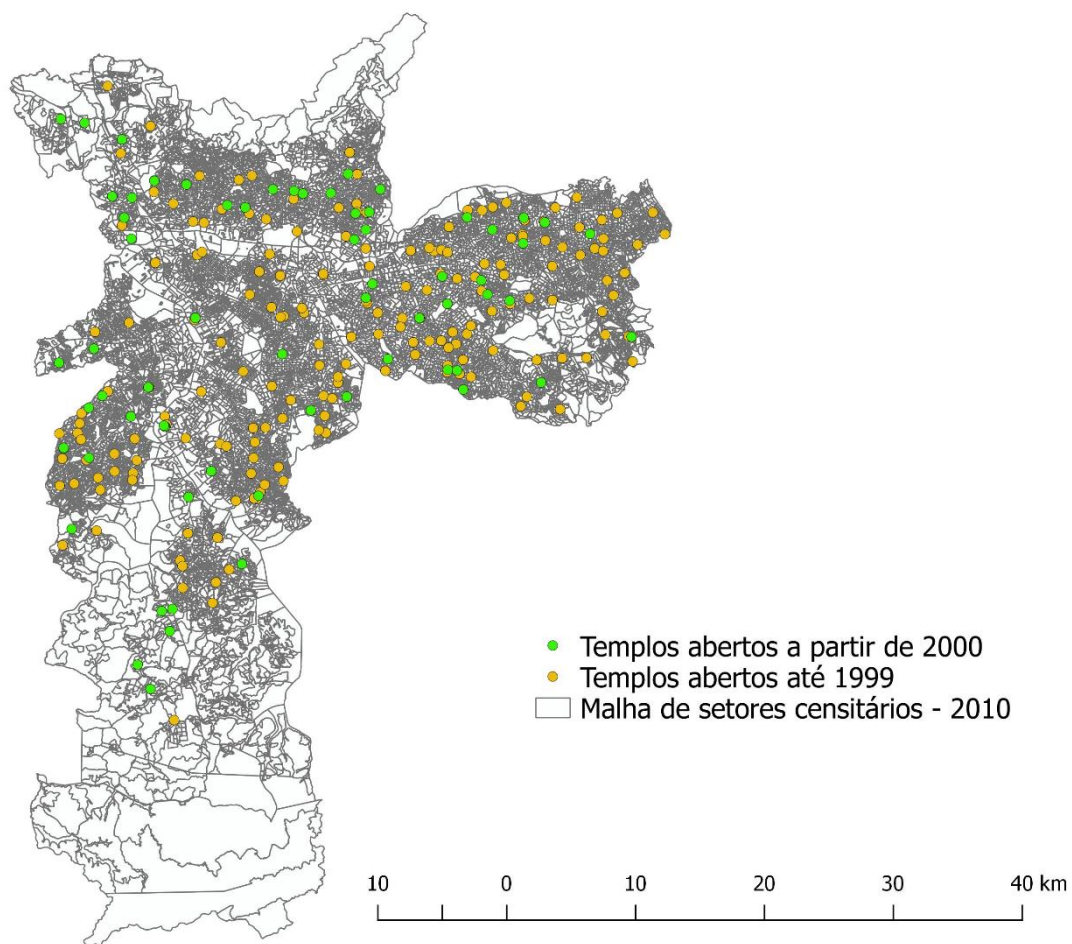 Templos abertos a partir de 2000
Templos abertos até 1999
Malha de setores censitários - 2010
10 0 10 20 30 40 km